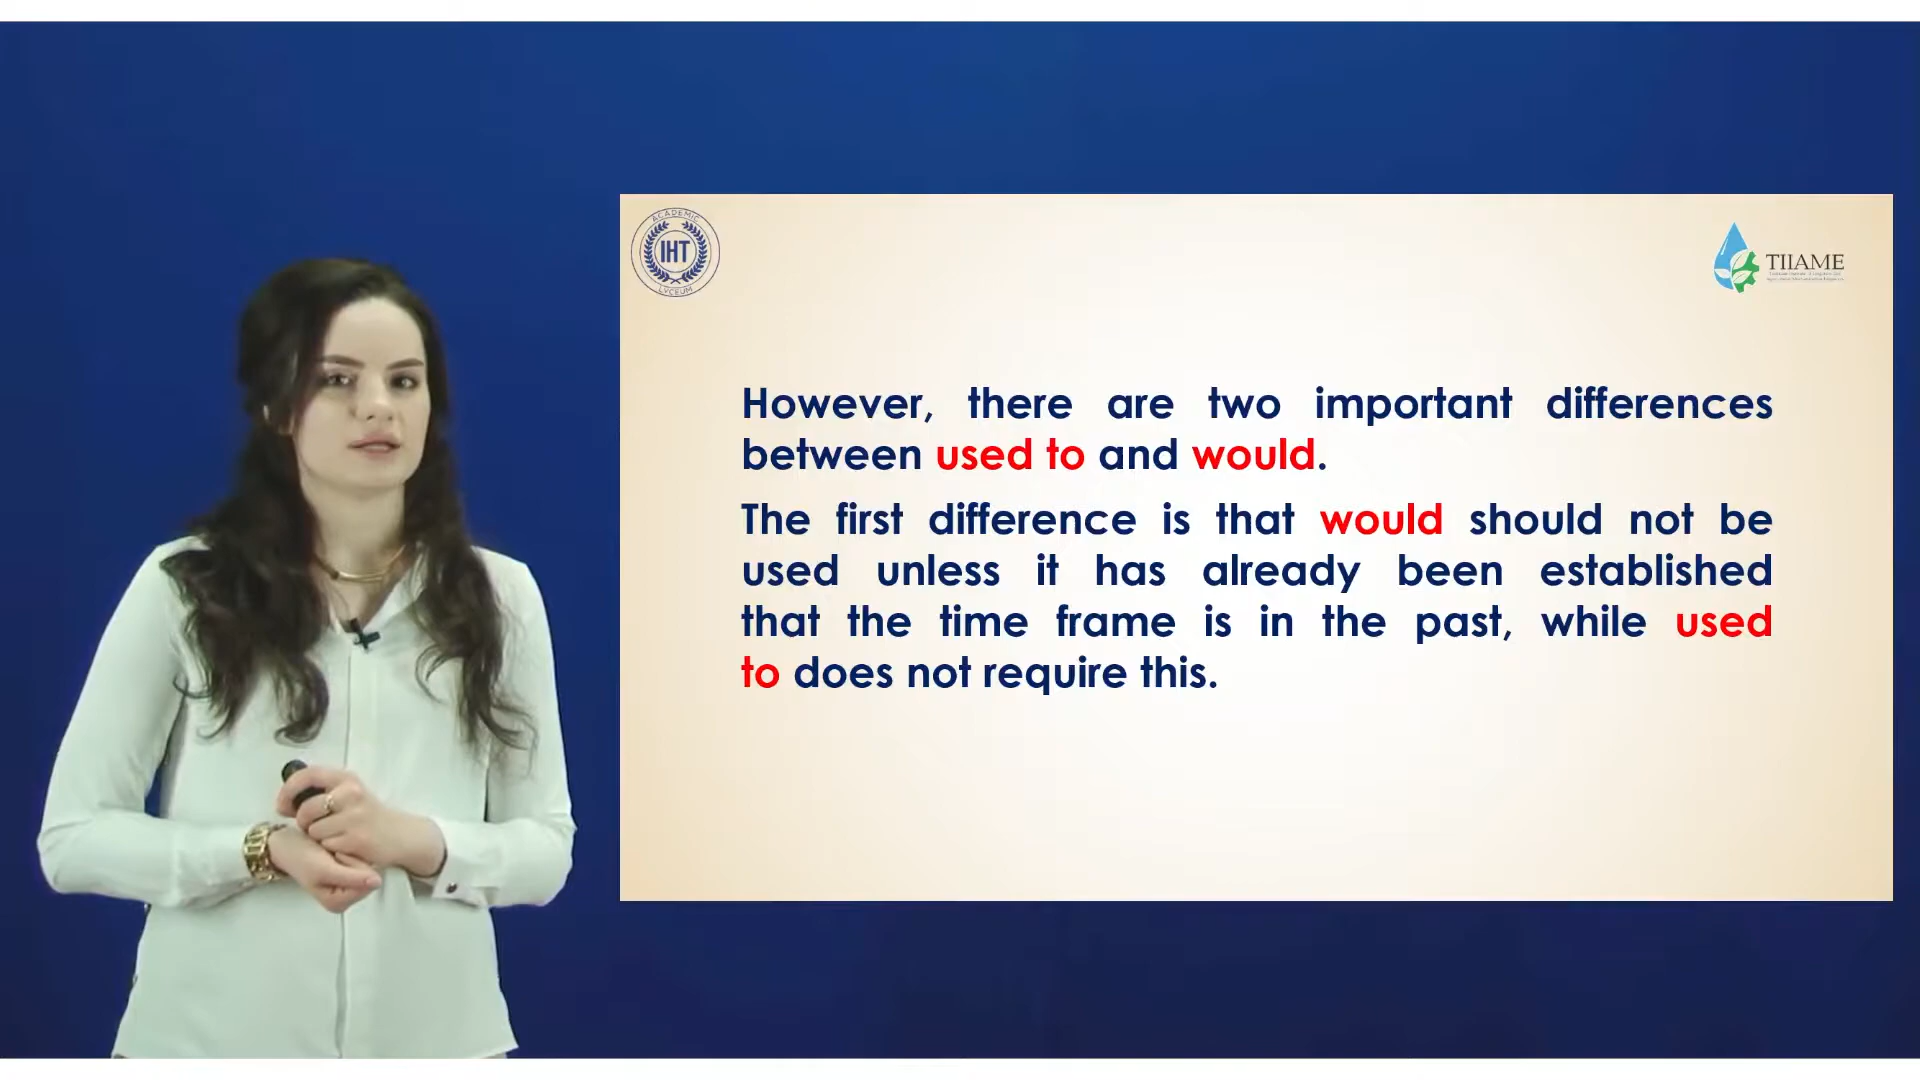 ACADEMIC
IHT
LYCEUM
TIIAME
However, there are two important differences
between used to and would.
The first difference is that would should not be
used unless it has already been established
that the time frame is in the past, while used
to does not require this.